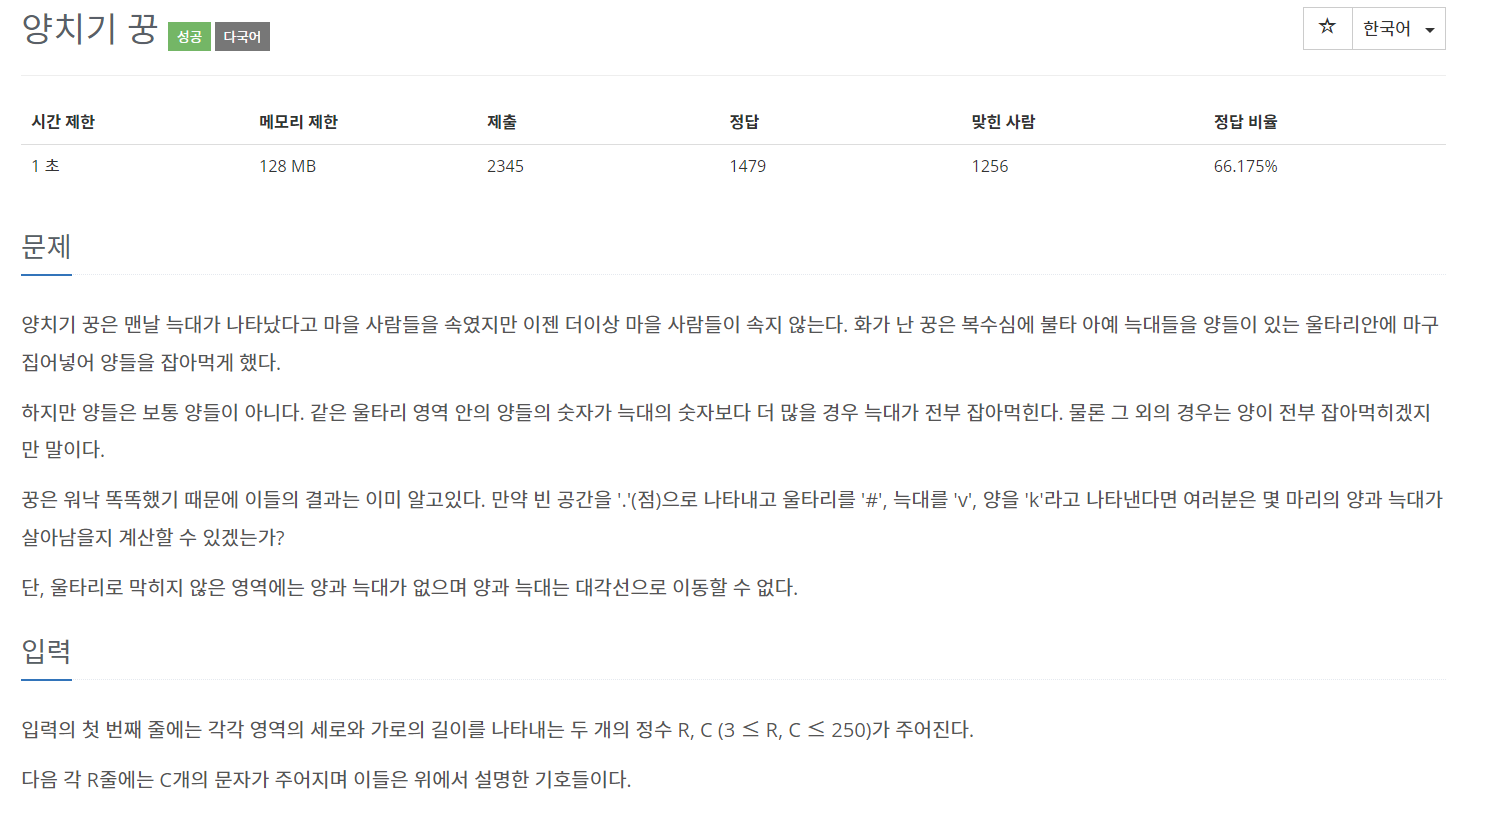 양치기 꿍 성공 다국어
☆ 한국어
시간 제한 메모리 제한 제출 정답 맞힌 사람 정답 비율
1 초 128 MB 2345 1479 1256 66.175%
문제
양치기 꿍은 맨날 늑대가 나타났다고 마을 사람들을 속였지만 이젠 더이상 마을 사람들이 속지 않는다. 화가 난 꿍은 복수심에 불타 아예 늑대들을 양들이 있는 울타리안에 마구
집어넣어 양들을 잡아먹게 했다.
하지만 양들은 보통 양들이 아니다. 같은 울타리 영역 안의 양들의 숫자가 늑대의 숫자보다 더 많을 경우 늑대가 전부 잡아먹힌다. 물론 그 외의 경우는 양이 전부 잡아먹히겠지
만 말이다.
꿍은 워낙 똑똑했기 때문에 이들의 결과는 이미 알고있다. 만약 빈 공간을 '.'(점)으로 나타내고 울타리를 '#', 늑대를 'v', 양을 'k'라고 나타낸다면 여러분은 몇 마리의 양과 늑대가
살아남을지 계산할 수 있겠는가?
단, 울타리로 막히지 않은 영역에는 양과 늑대가 없으며 양과 늑대는 대각선으로 이동할 수 없다.
입력
입력의 첫 번째 줄에는 각각 영역의 세로와 가로의 길이를 나타내는 두 개의 정수 R, C (3 ≤ R, C ≤ 250)가 주어진다.
다음 각 R줄에는 C개의 문자가 주어지며 이들은 위에서 설명한 기호들이다.